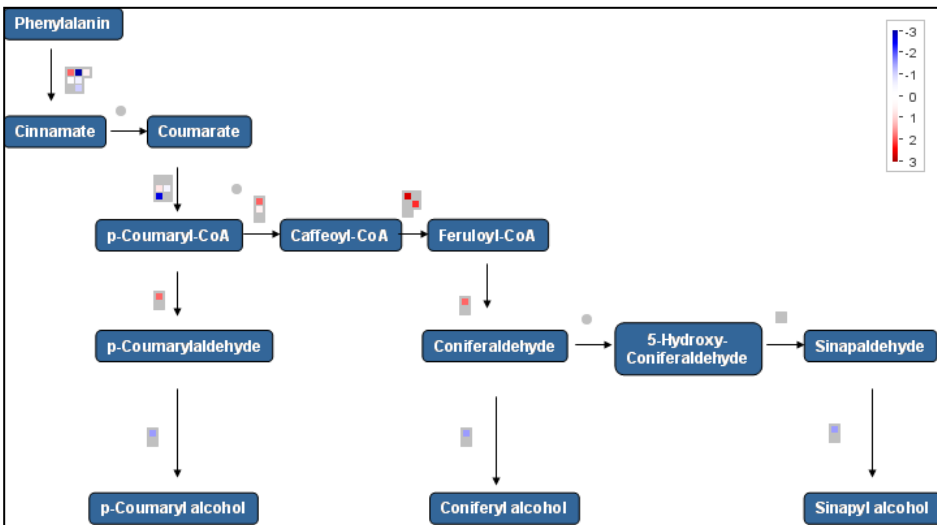 Phenylalanin
-3
-2
-1
0
1
2
3
Cinnamate
Coumarate
p-Coumaryl-CoA
Caffeoyl-CoA
Feruloyl-CoA
p-Coumarylaldehyde
Coniferaldehyde
5-Hydroxy-
Coniferaldehyde
Sinapaldehyde
p-Coumaryl alcohol
Coniferyl alcohol
Sinapyl alcohol